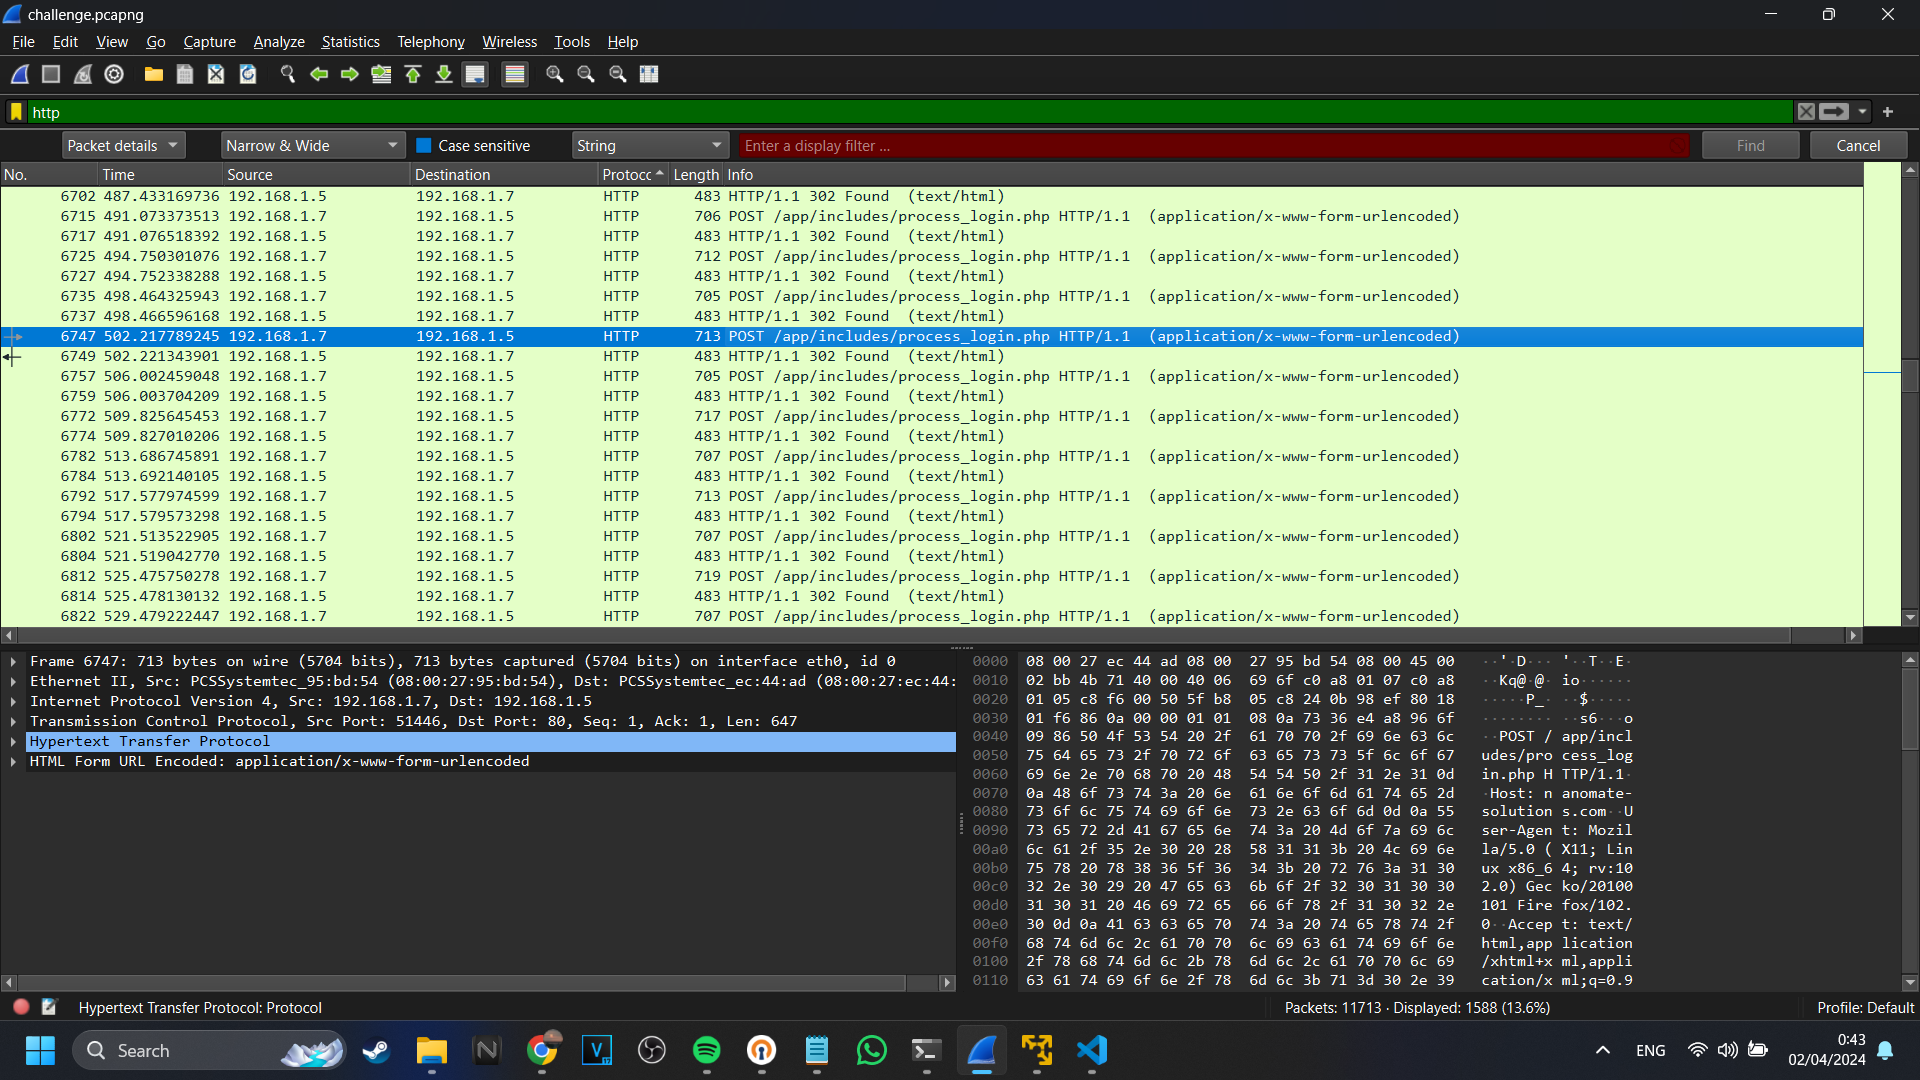 challenge.pcapng
File Edit View Go Capture Analyze Statistics Telephony Wireless Tools Help
http
Packet details Narrow & Wide Case sensitive String Enter a display filter ... Find Cancel
No. Time Source Destination Protocc Length Info
6702 487.433169736 192.168.1.5 192.168.1.7 HTTP 483 HTTP/1.1 302 Found (text/html)
6715 491.073373513 192.168.1.7 192.168.1.5 HTTP 706 POST /app/includes/process_login.php HTTP/1.1 (application/x-www-form-urlencoded)
6717 491.076518392 192.168.1.5 192.168.1.7 HTTP 483 HTTP/1.1 302 Found (text/html)
6725 494.750301076 192.168.1.7 192.168.1.5 HTTP 712 POST /app/includes/process_login.php HTTP/1.1 (application/x-www-form-urlencoded)
6727 494.752338288 192.168.1.5 192.168.1.7 HTTP 483 HTTP/1.1 302 Found (text/html)
6735 498.464325943 192.168.1.7 192.168.1.5 HTTP 705 POST /app/includes/process_login.php HTTP/1.1 (application/x-www-form-urlencoded)
6737 498.466596168 192.168.1.5 192.168.1.7 HTTP 483 HTTP/1.1 302 Found (text/html)
6747 502.217789245 192.168.1.7 192.168.1.5 HTTP 713 POST /app/includes/process_login.php HTTP/1.1 (application/x-www-form-urlencoded)
6749 502.221343901 192.168.1.5 192.168.1.7 HTTP 483 HTTP/1.1 302 Found (text/html)
6757 506.002459048 192.168.1.7 192.168.1.5 HTTP 705 POST /app/includes/process_login.php HTTP/1.1 (application/x-www-form-urlencoded)
6759 506.003704209 192.168.1.5 192.168.1.7 HTTP 483 HTTP/1.1 302 Found (text/html)
6772 509.825645453 192.168.1.7 192.168.1.5 HTTP 717 POST /app/includes/process_login.php HTTP/1.1 (application/x-www-form-urlencoded)
6774 509.827010206 192.168.1.5 192.168.1.7 HTTP 483 HTTP/1.1 302 Found (text/html)
6782 513.686745891 192.168.1.7 192.168.1.5 HTTP 707 POST /app/includes/process_login.php HTTP/1.1 (application/x-www-form-urlencoded)
6784 513.692140105 192.168.1.5 192.168.1.7 HTTP 483 HTTP/1.1 302 Found (text/html)
6792 517.577974599 192.168.1.7 192.168.1.5 HTTP 713 POST /app/includes/process_login.php HTTP/1.1 (application/x-www-form-urlencoded)
6794 517.579573298 192.168.1.5 192.168.1.7 HTTP 483 HTTP/1.1 302 Found (text/html)
6802 521.513522905 192.168.1.7 192.168.1.5 HTTP 707 POST /app/includes/process_login.php HTTP/1.1 (application/x-www-form-urlencoded)
6804 521.519042770 192.168.1.5 192.168.1.7 HTTP 483 HTTP/1.1 302 Found (text/html)
6812 525.475750278 192.168.1.7 192.168.1.5 HTTP 719 POST /app/includes/process_login.php HTTP/1.1 (application/x-www-form-urlencoded)
6814 525.478130132 192.168.1.5 192.168.1.7 HTTP 483 HTTP/1.1 302 Found (text/html)
6822 529.479222447 192.168.1.7 192.168.1.5 HTTP 707 POST /app/includes/process_login.php HTTP/1.1 (application/x-www-form-urlencoded)
Frame 6747: 713 bytes on wire (5704 bits), 713 bytes captured (5704 bits) on interface eth0, id 0
Ethernet II, Src: PCSSystemtec_95:bd:54 (08:00:27:95:bd:54), Dst: PCSSystemtec_ec:44:ad (08:00:27:ec:44:
Internet Protocol Version 4, Src: 192.168.1.7, Dst: 192.168.1.5
Transmission Control Protocol, Src Port: 51446, Dst Port: 80, Seq: 1, Ack: 1, Len: 647
Hypertext Transfer Protocol
HTML Form URL Encoded: application/x-www-form-urlencoded
0000 08 00 27 ec 44 ad 08 00 27 95 bd 54 08 00 45 00 ··'·D··· '··T··E·
0010 02 bb 4b 71 40 00 40 06 69 6f c0 a8 01 07 c0 a8 ··Kq@·@· io······
0020 01 05 c8 f6 00 50 5f b8 05 c8 24 0b 98 ef 80 18 ·····P_· ··$·····
0030 01 f6 86 0a 00 00 01 01 08 0a 73 36 e4 a8 96 6f ········ ··s6···o
0040 09 86 50 4f 53 54 20 2f 61 70 70 2f 69 6e 63 6c ··POST / app/incl
0050 75 64 65 73 2f 70 72 6f 63 65 73 73 5f 6c 6f 67 udes/pro cess_log
0060 69 6e 2e 70 68 70 20 48 54 54 50 2f 31 2e 31 0d in.php H TTP/1.1·
0070 0a 48 6f 73 74 3a 20 6e 61 6e 6f 6d 61 74 65 2d ·Host: n anomate-
0080 73 6f 6c 75 74 69 6f 6e 73 2e 63 6f 6d 0d 0a 55 solution s.com··U
0090 73 65 72 2d 41 67 65 6e 74 3a 20 4d 6f 7a 69 6c ser-Agen t: Mozil
00a0 6c 61 2f 35 2e 30 20 28 58 31 31 3b 20 4c 69 6e la/5.0 ( X11; Lin
00b0 75 78 20 78 38 36 5f 36 34 3b 20 72 76 3a 31 30 ux x86_6 4; rv:10
00c0 32 2e 30 29 20 47 65 63 6b 6f 2f 32 30 31 30 30 2.0) Gec ko/20100
00d0 31 30 31 20 46 69 72 65 66 6f 78 2f 31 30 32 2e 101 Fire fox/102.
00e0 30 0d 0a 41 63 63 65 70 74 3a 20 74 65 78 74 2f 0··Accep t: text/
00f0 68 74 6d 6c 2c 61 70 70 6c 69 63 61 74 69 6f 6e html,app lication
0100 2f 78 68 74 6d 6c 2b 78 6d 6c 2c 61 70 70 6c 69 /xhtml+x ml,appli
0110 63 61 74 69 6f 6e 2f 78 6d 6c 3b 71 3d 30 2e 39 cation/x ml;q=0.9
Hypertext Transfer Protocol: Protocol Packets: 11713 · Displayed: 1588 (13.6%) Profile: Default
Search ENG 0:43
02/04/2024